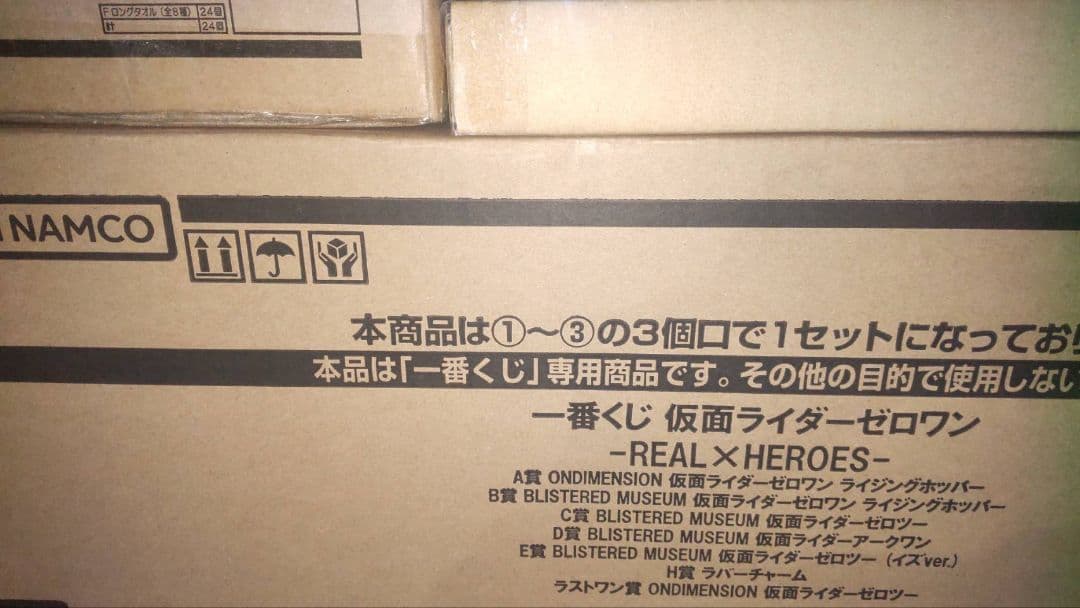 Fロングタオル（全8種） 24個
計 24個
NAMCO
本商品は①～③の3個口で1セットになってお
本品は「一番くじ」専用商品です。その他の目的で使用しない
一番くじ 仮面ライダーゼロワン
-REAL×HEROES-
A賞 ONDIMENSION 仮面ライダーゼロワン ライジングホッパー
B賞 BLISTERED MUSEUM 仮面ライダーゼロワン ライジングホッパー
C賞 BLISTERED MUSEUM 仮面ライダーゼロツー
D賞 BLISTERED MUSEUM 仮面ライダーアークワン
E賞 BLISTERED MUSEUM 仮面ライダーゼロツー（イズver.）
H賞 ラバーチャーム
ラストワン賞 ONDIMENSION 仮面ライダーゼロツー